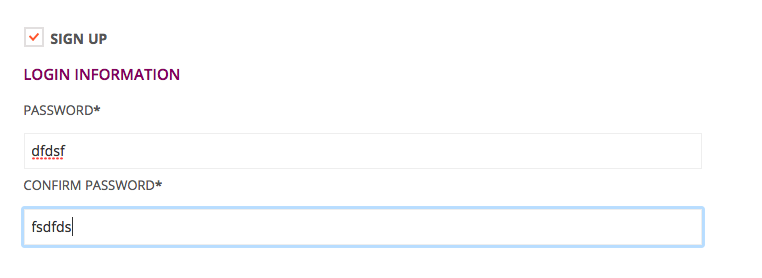 SIGN UP
LOGIN INFORMATION
PASSWORD*
dfdsf
CONFIRM PASSWORD*
fsdfds